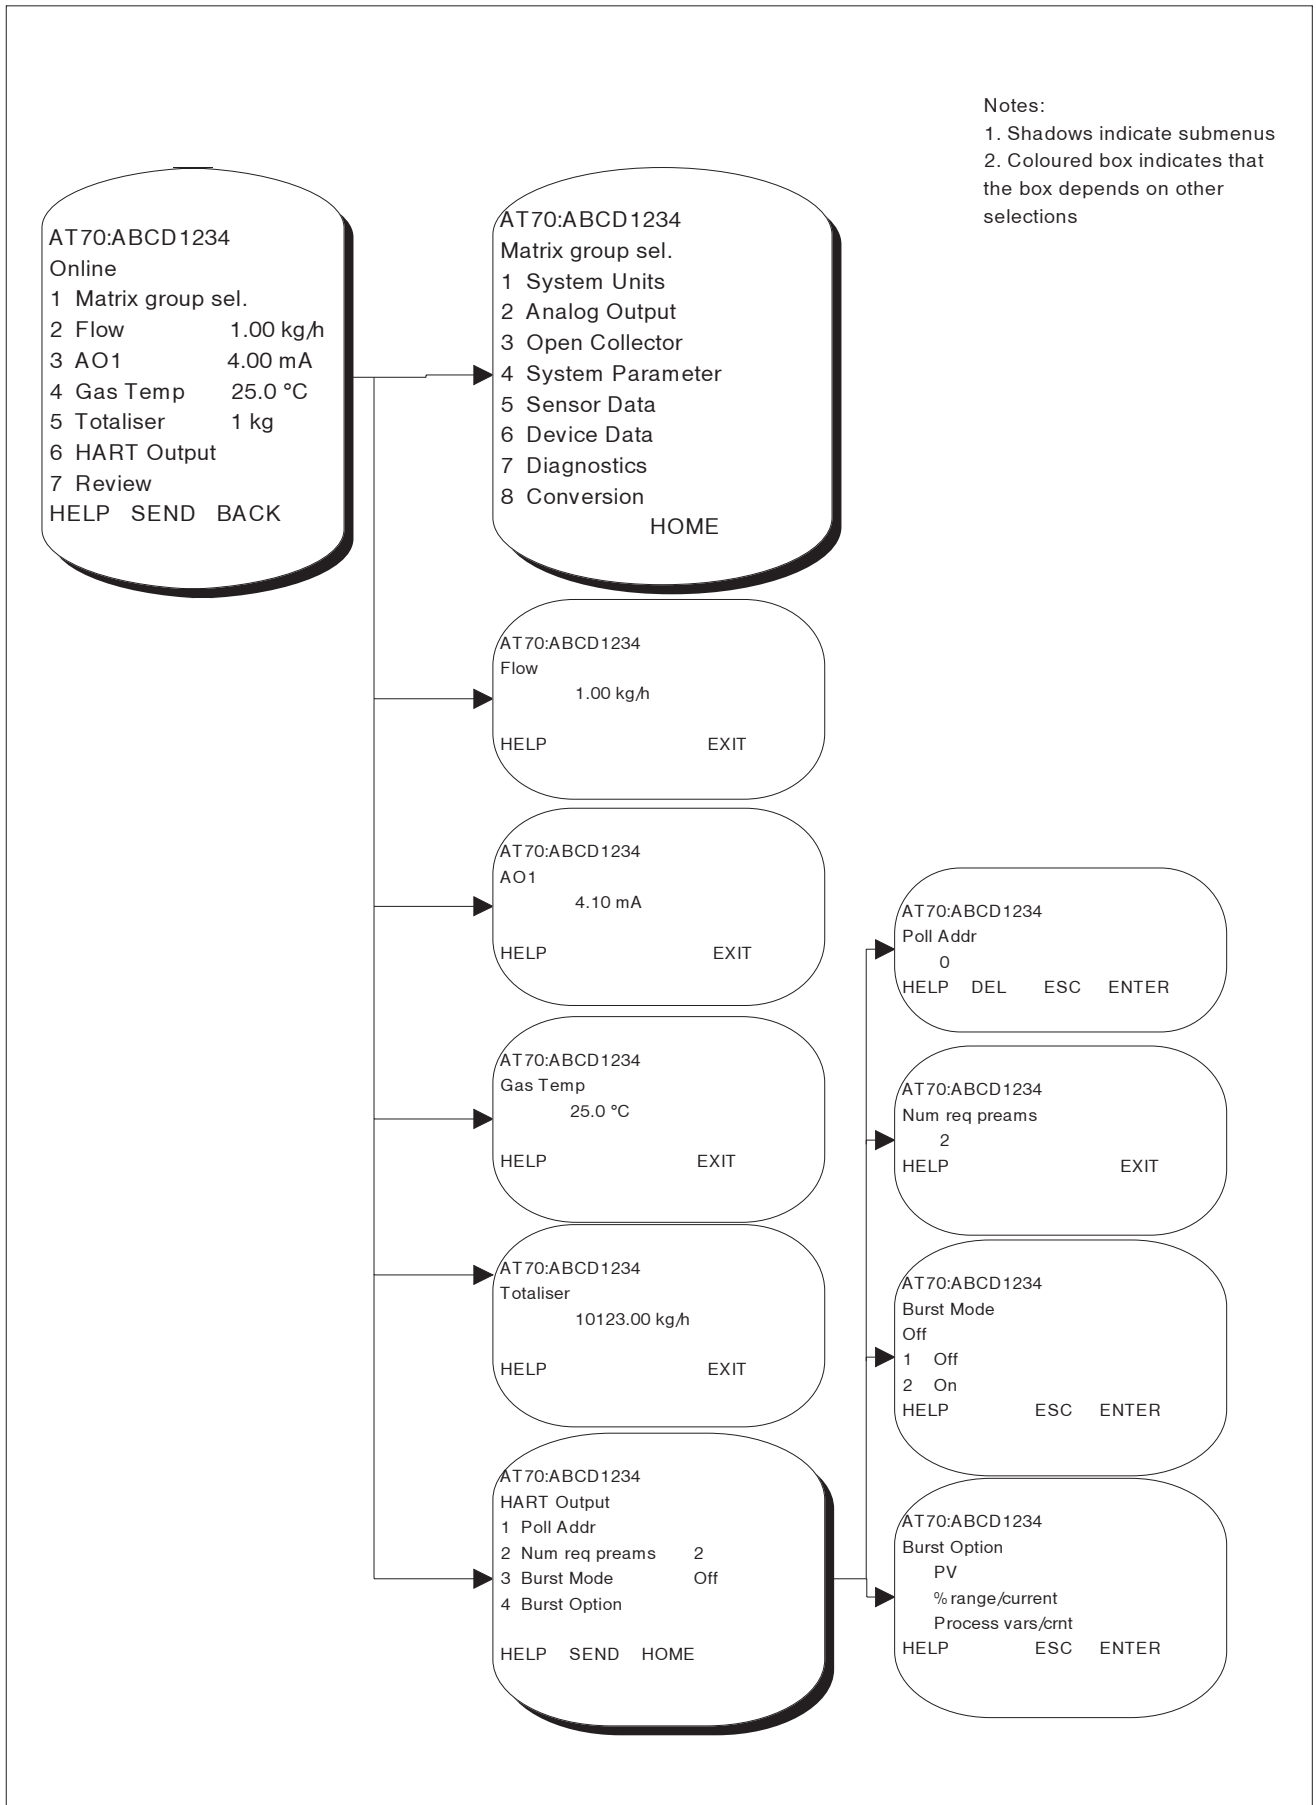 Notes:
1. Shadows indicate submenus
2. Coloured box indicates that
the box depends on other
selections
AT70:ABCD1234
Online
1 Matrix group sel.
2 Flow 1.00 kg/h
3 AO1 4.00 mA
4 Gas Temp 25.0 °C
5 Totaliser 1 kg
6 HART Output
7 Review
HELP SEND BACK
AT70:ABCD1234
Matrix group sel.
1 System Units
2 Analog Output
3 Open Collector
4 System Parameter
5 Sensor Data
6 Device Data
7 Diagnostics
8 Conversion
HOME
AT70:ABCD1234
Flow
1.00 kg/h
HELP EXIT
AT70:ABCD1234
AO1
4.10 mA
HELP EXIT
AT70:ABCD1234
Gas Temp
25.0 °C
HELP EXIT
AT70:ABCD1234
Totaliser
10123.00 kg/h
HELP EXIT
AT70:ABCD1234
HART Output
1 Poll Addr
2 Num req preams 2
3 Burst Mode Off
4 Burst Option
HELP SEND HOME
AT70:ABCD1234
Poll Addr
0
HELP DEL ESC ENTER
AT70:ABCD1234
Num req preams
2
HELP EXIT
AT70:ABCD1234
Burst Mode
Off
1 Off
2 On
HELP ESC ENTER
AT70:ABCD1234
Burst Option
PV
% range/current
Process vars/crnt
HELP ESC ENTER